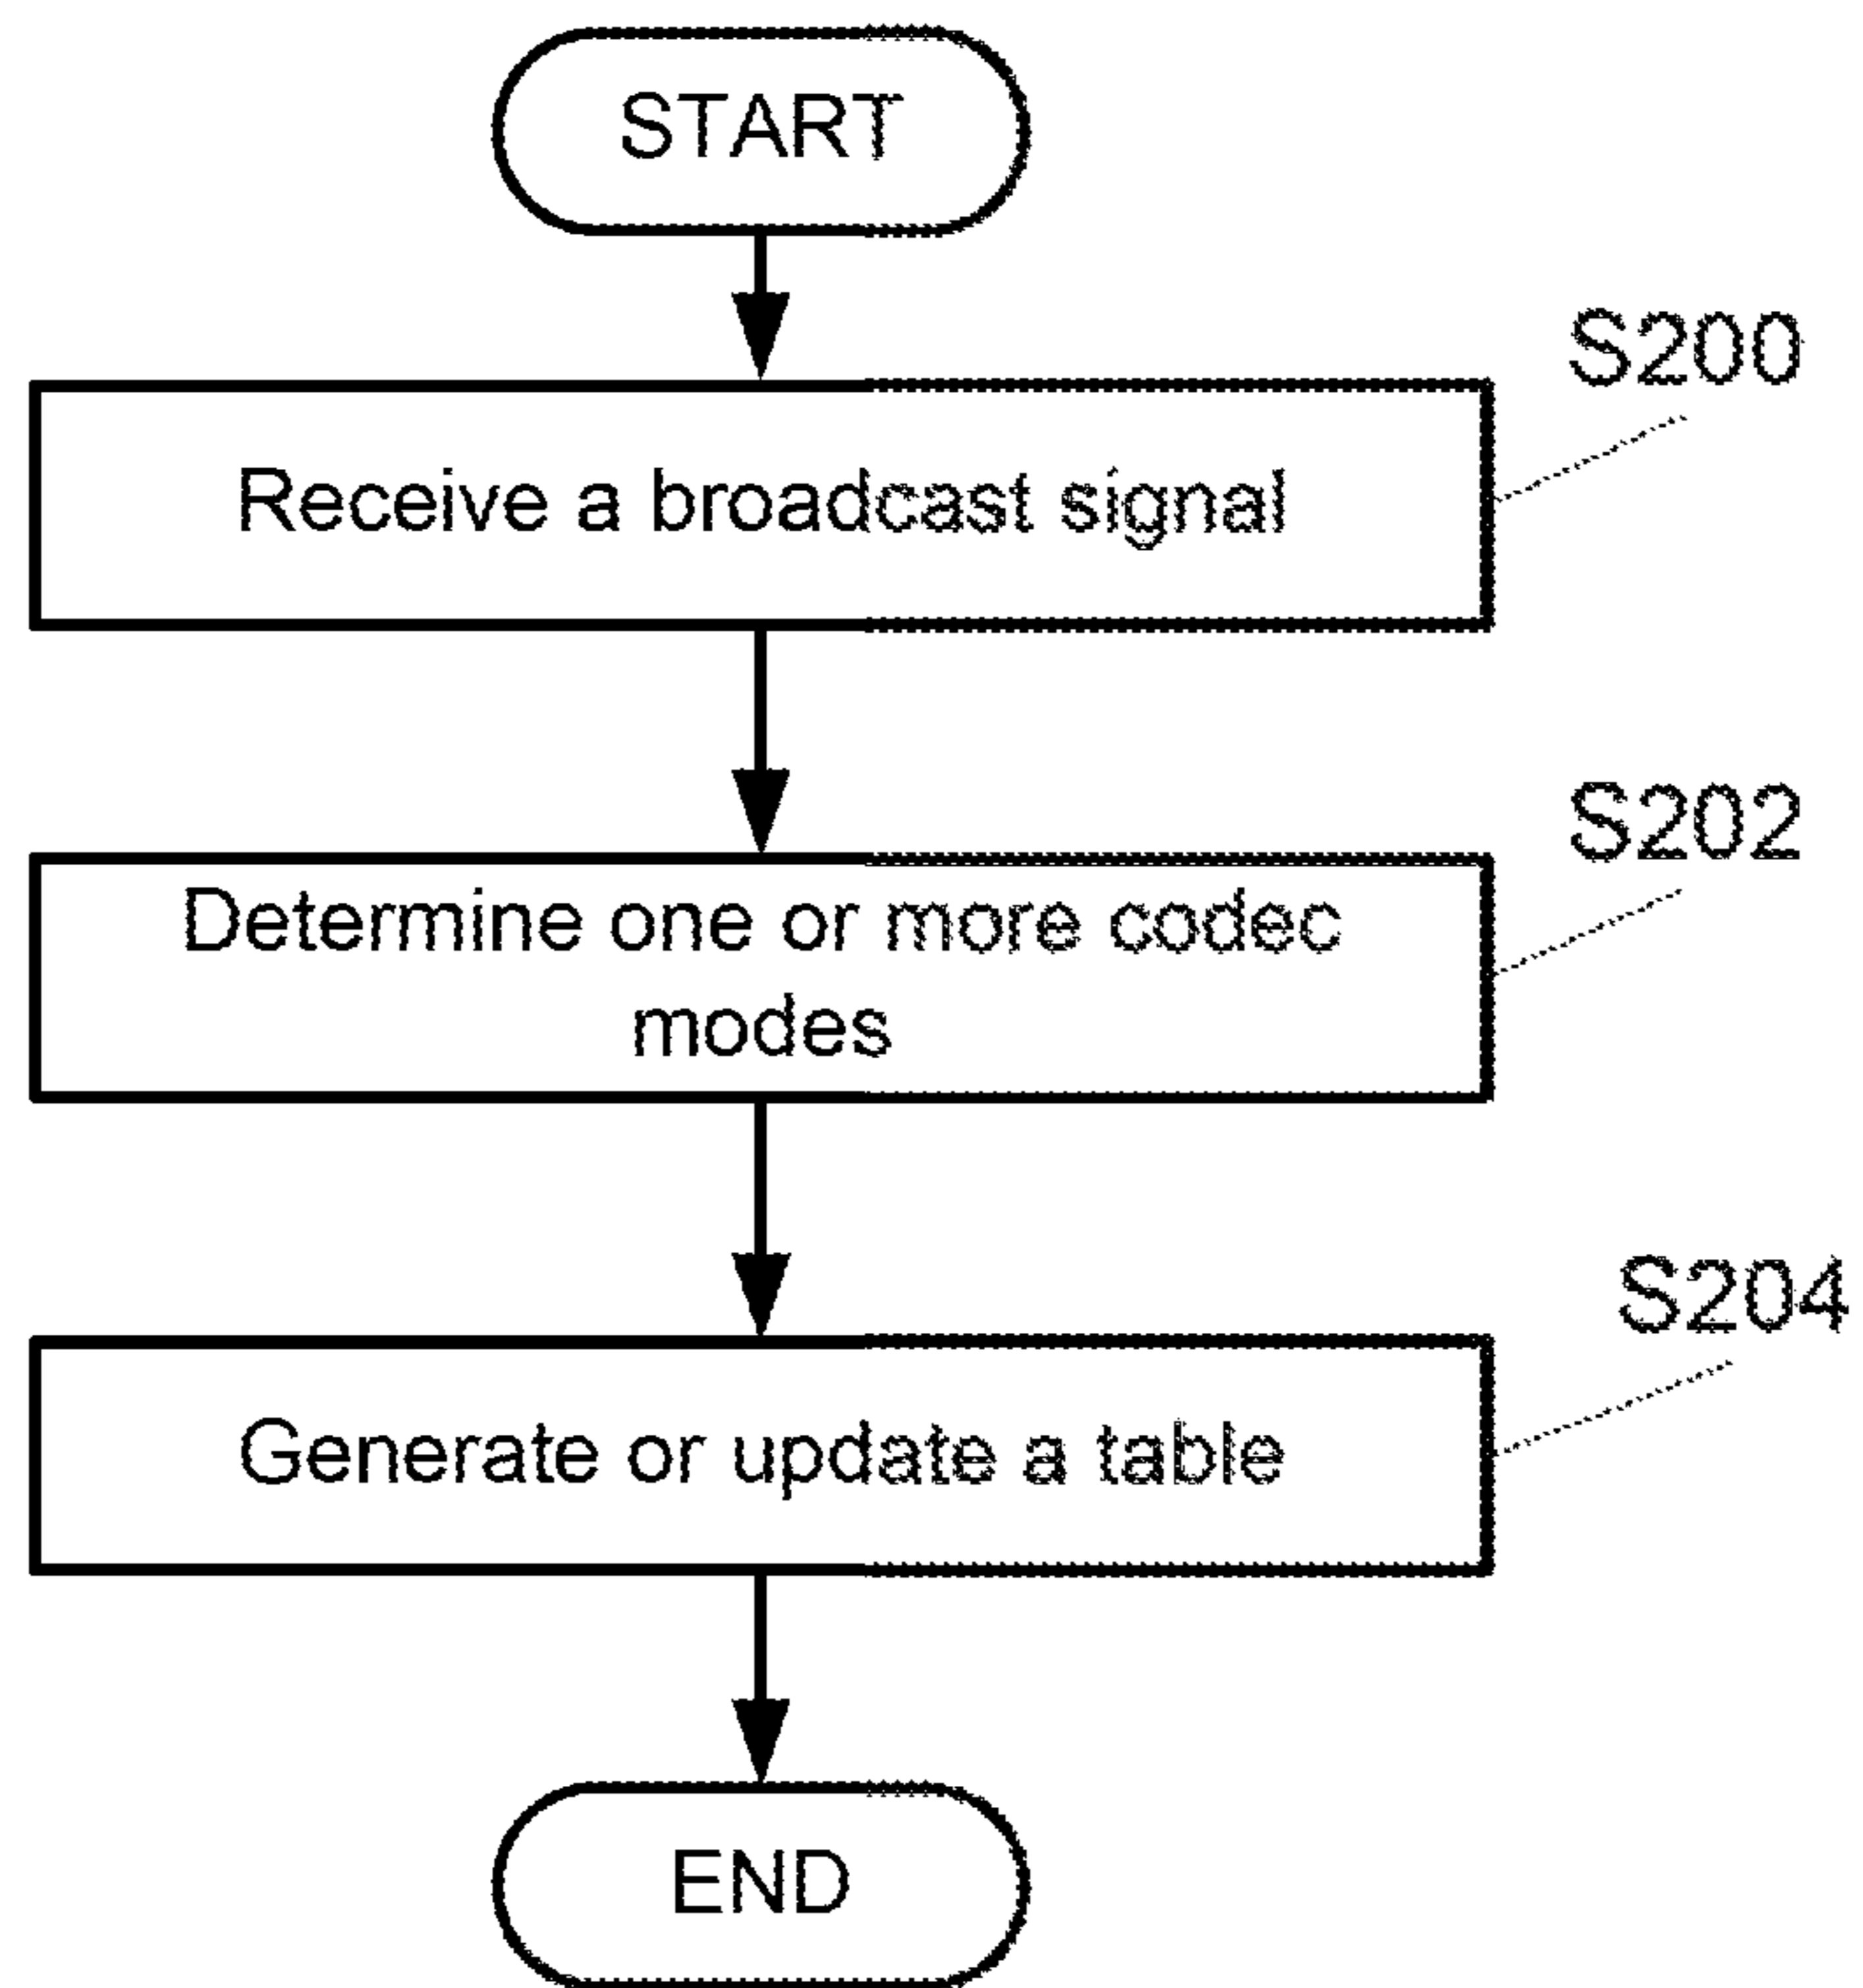 START
S200
Receive a broadcast signal
S202
Determine one or more codec
modes
S204
Generate or update a table
END